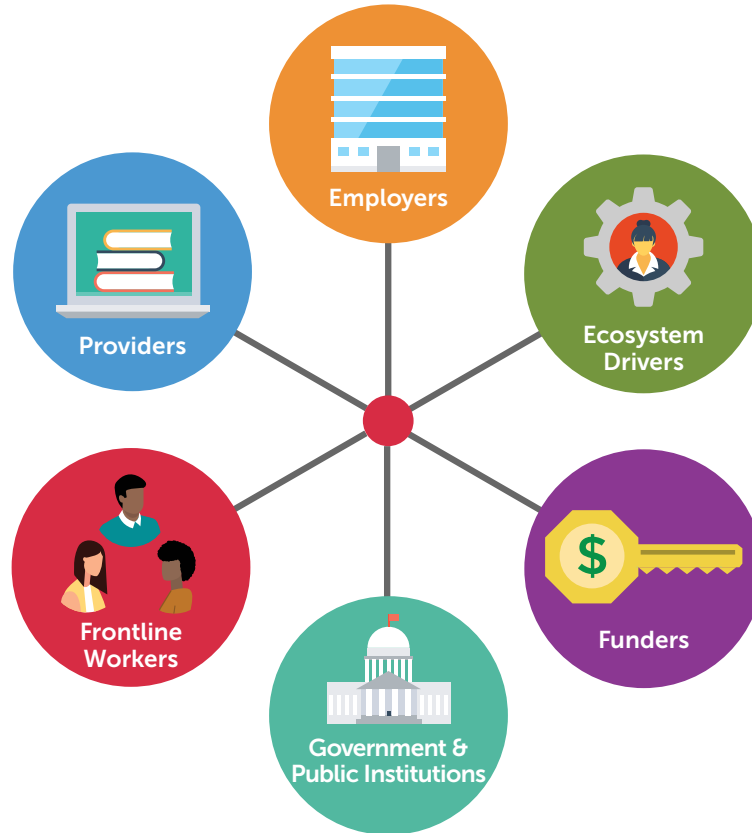 Employers
Ecosystem
Drivers
Providers
Frontline
Workers
$
Funders
Government &
Public Institutions